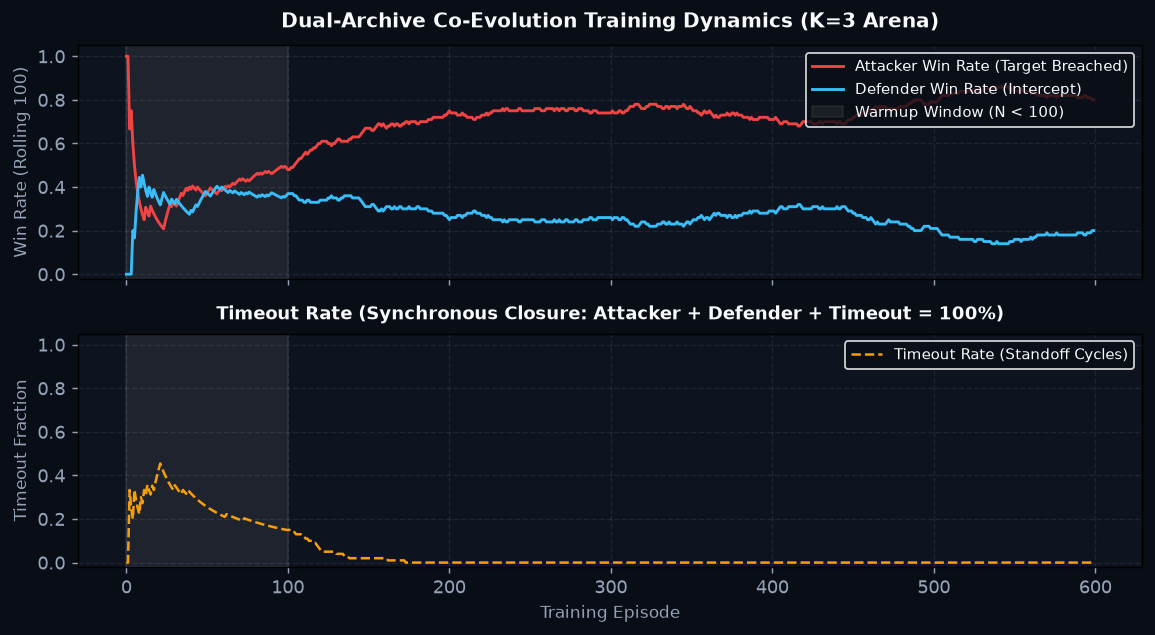 Dual-Archive Co-Evolution Training Dynamics (K=3 Arena)
Win Rate (Rolling 100)
1.0
0.8
0.6
0.4
0.2
0.0
Attacker Win Rate (Target Breached)
Defender Win Rate (Intercept)
Warmup Window (N < 100)
Timeout Rate (Synchronous Closure: Attacker + Defender + Timeout = 100%)
Timeout Fraction
1.0
0.8
0.6
0.4
0.2
0.0
Timeout Rate (Standoff Cycles)
0 100 200 300 400 500 600
Training Episode